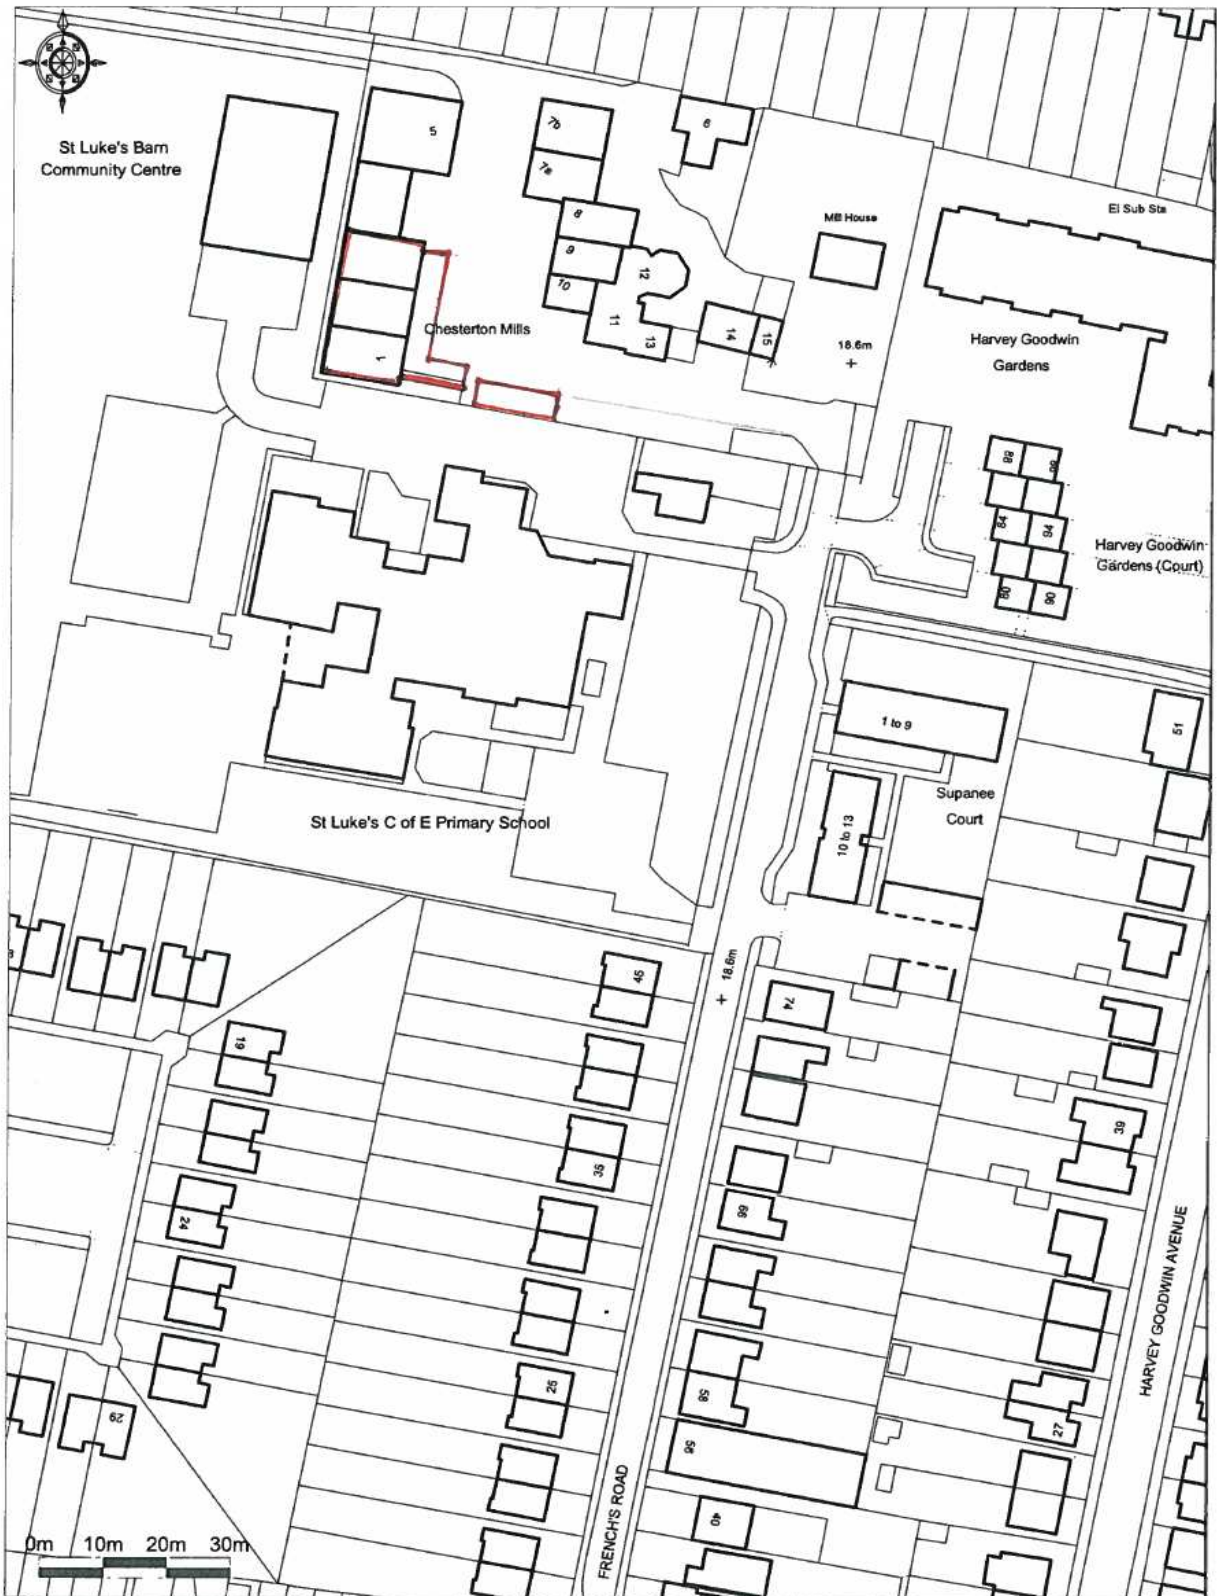 St Luke's Barn
Community Centre
5
7b
7a
6
8
9
10
12
11
13
14
15
Mill House
El Sub Sta
18.6m
Harvey Goodwin
Gardens
Chesterton Mills
1
88
98
84
94
80
90
Harvey Goodwin
Gardens (Court)
1 to 9
51
Supanee
Court
10 to 13
St Luke's C of E Primary School
45
18.6m
74
19
39
35
24
66
25
58
27
29
56
40
HARVEY GOODWIN AVENUE
FRENCH'S ROAD
0m 10m 20m 30m